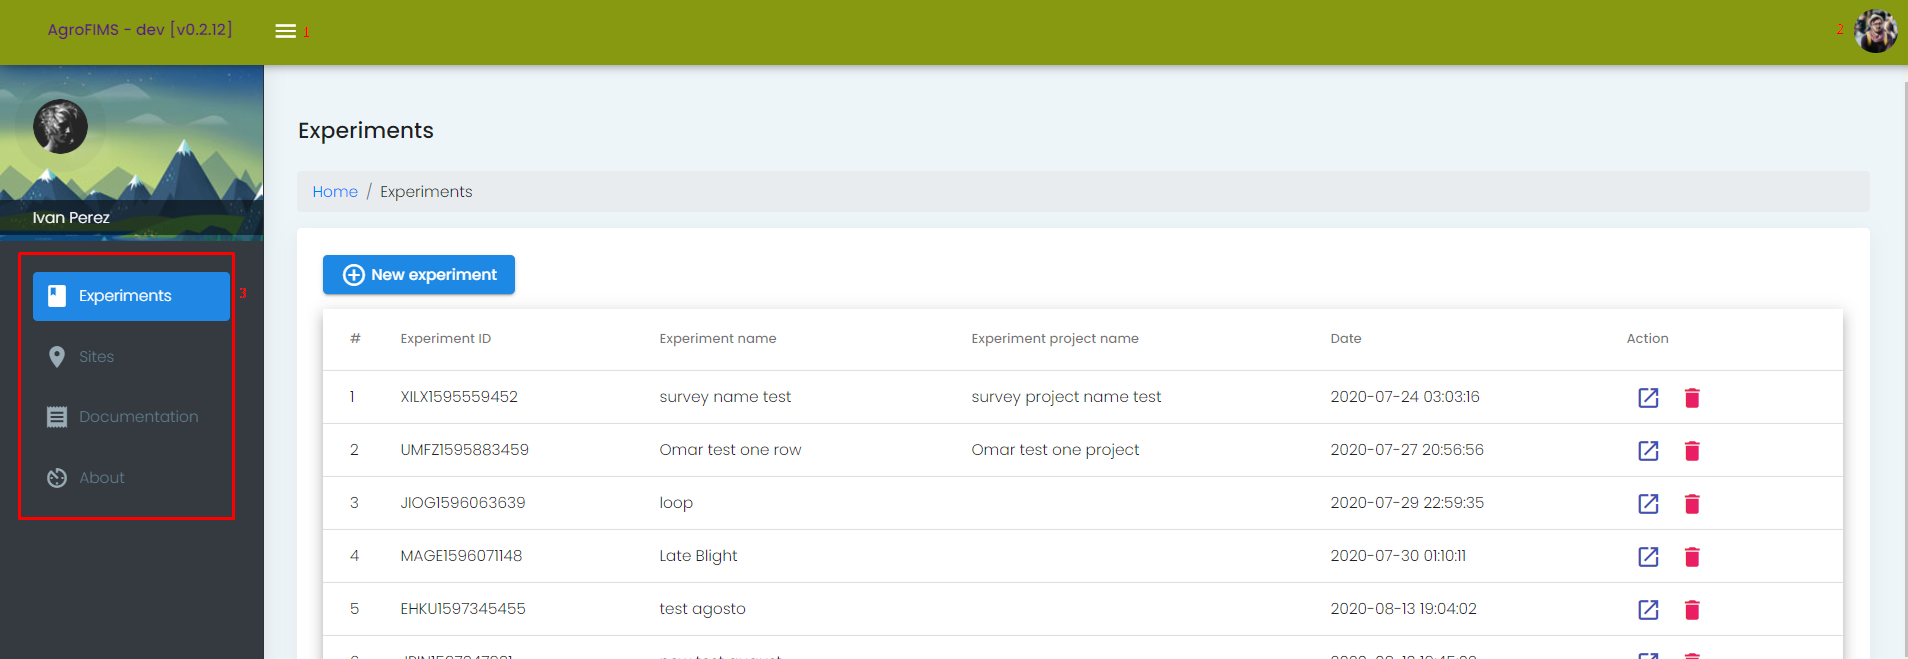 AgroFIMS - dev [v0.2.12]
1
2
Ivan Perez
Experiments
3
Sites
Documentation
About
Experiments
Home / Experiments
New experiment
# Experiment ID Experiment name Experiment project name Date Action
1 XILX1595559452 survey name test survey project name test 2020-07-24 03:03:16
2 UMFZ1595883459 Omar test one row Omar test one project 2020-07-27 20:56:56
3 JIOG1596063639 loop 2020-07-29 22:59:35
4 MAGE1596071148 Late Blight 2020-07-30 01:10:11
5 EHKU1597345455 test agosto 2020-08-13 19:04:02